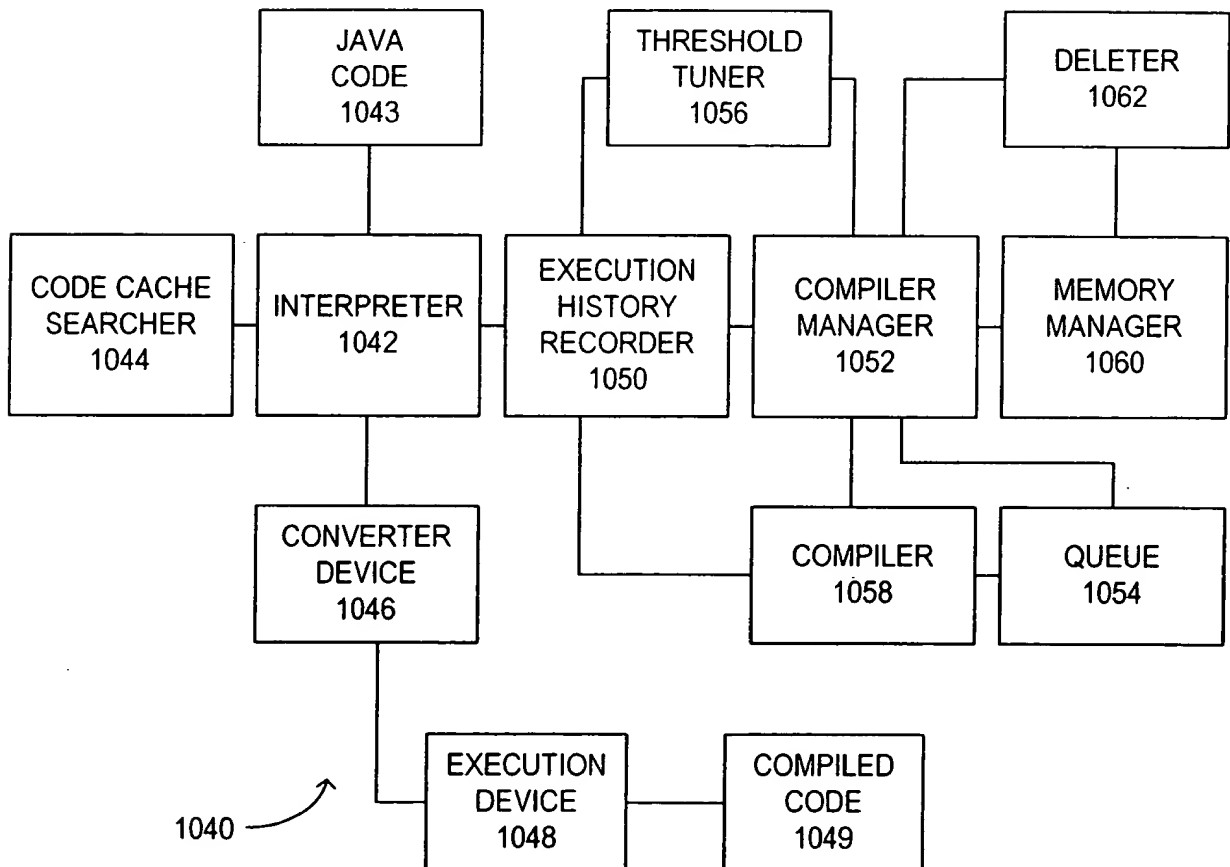 JAVA
CODE
1043
THRESHOLD
TUNER
1056
DELETER
1062
CODE CACHE
SEARCHER
1044
INTERPRETER
1042
EXECUTION
HISTORY
RECORDER
1050
COMPILER
MANAGER
1052
MEMORY
MANAGER
1060
CONVERTER
DEVICE
1046
COMPILER
1058
QUEUE
1054
EXECUTION
DEVICE
1048
COMPILED
CODE
1049
1040